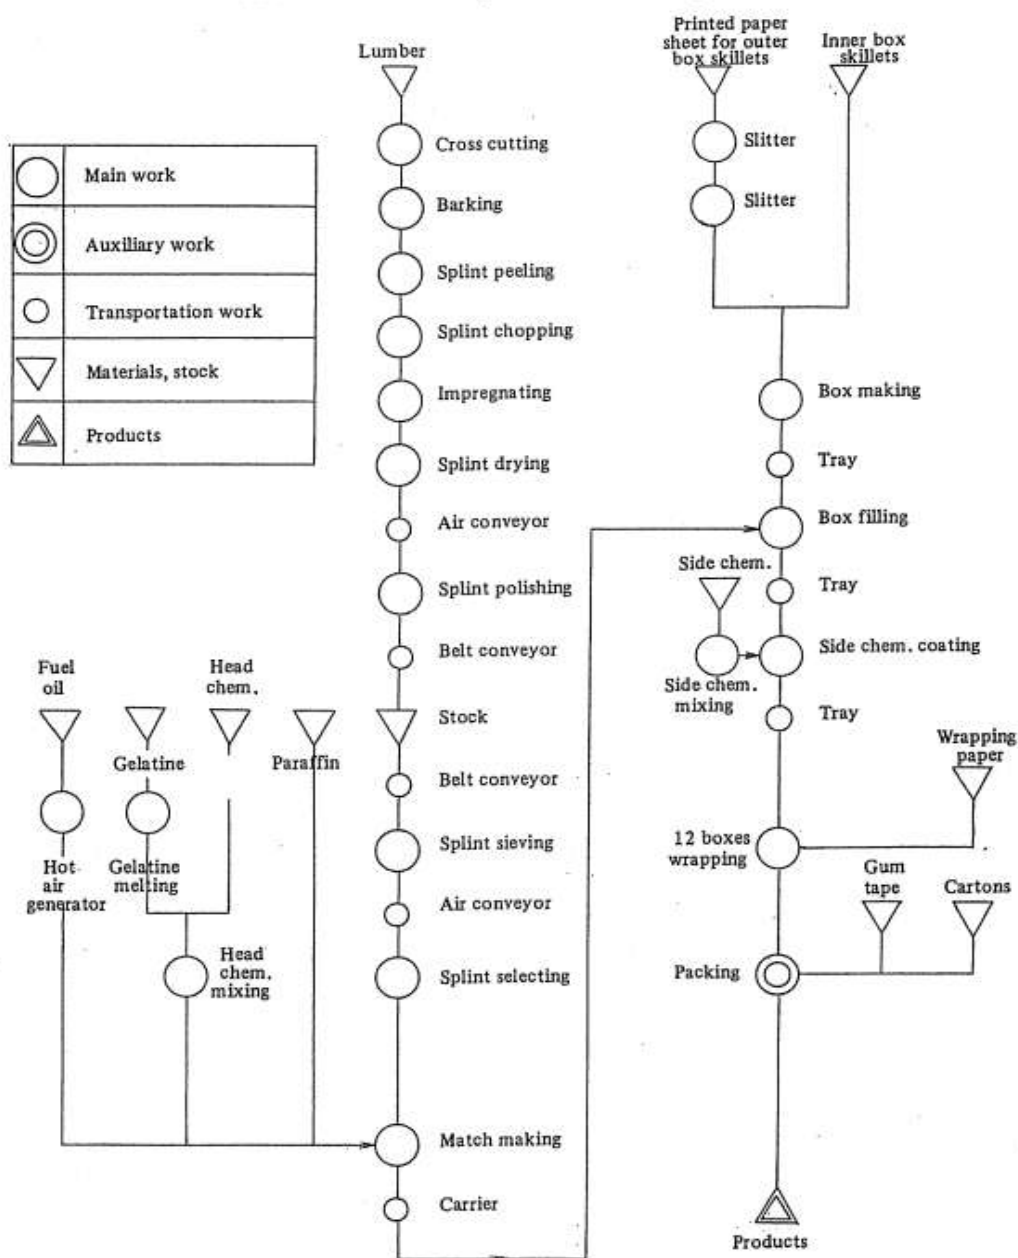 Main work
Auxiliary work
Transportation work
Materials, stock
Products
Lumber
Cross cutting
Barking
Splint peeling
Splint chopping
Impregnating
Splint drying
Air conveyor
Splint polishing
Belt conveyor
Stock
Belt conveyor
Splint sieving
Air conveyor
Splint selecting
Match making
Carrier
Fuel
oil
Hot
air
generator
Gelatine
Gelatine
melting
Head
chem.
Head
chem.
mixing
Paraffin
Printed paper
sheet for outer
box skillets
Inner box
skillets
Slitter
Slitter
Box making
Tray
Box filling
Tray
Side chem.
Side chem.
mixing
Side chem. coating
Tray
Wrapping
paper
12 boxes
wrapping
Gum
tape
Cartons
Packing
Products